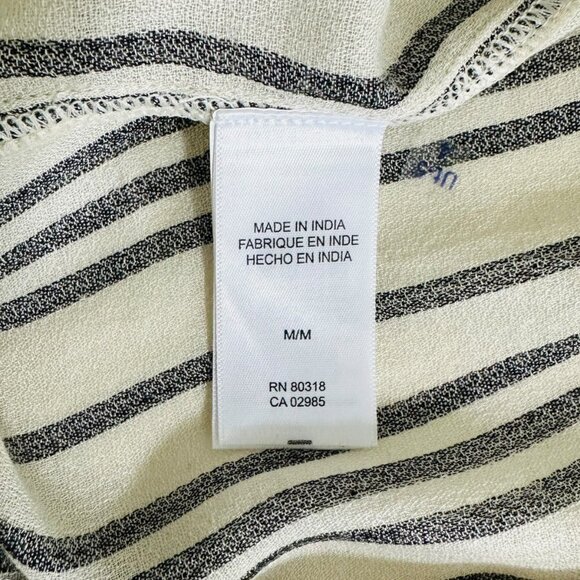 MADE IN INDIA
FABRIQUE EN INDE
HECHO EN INDIA
M/M
RN 80318
CA 02985